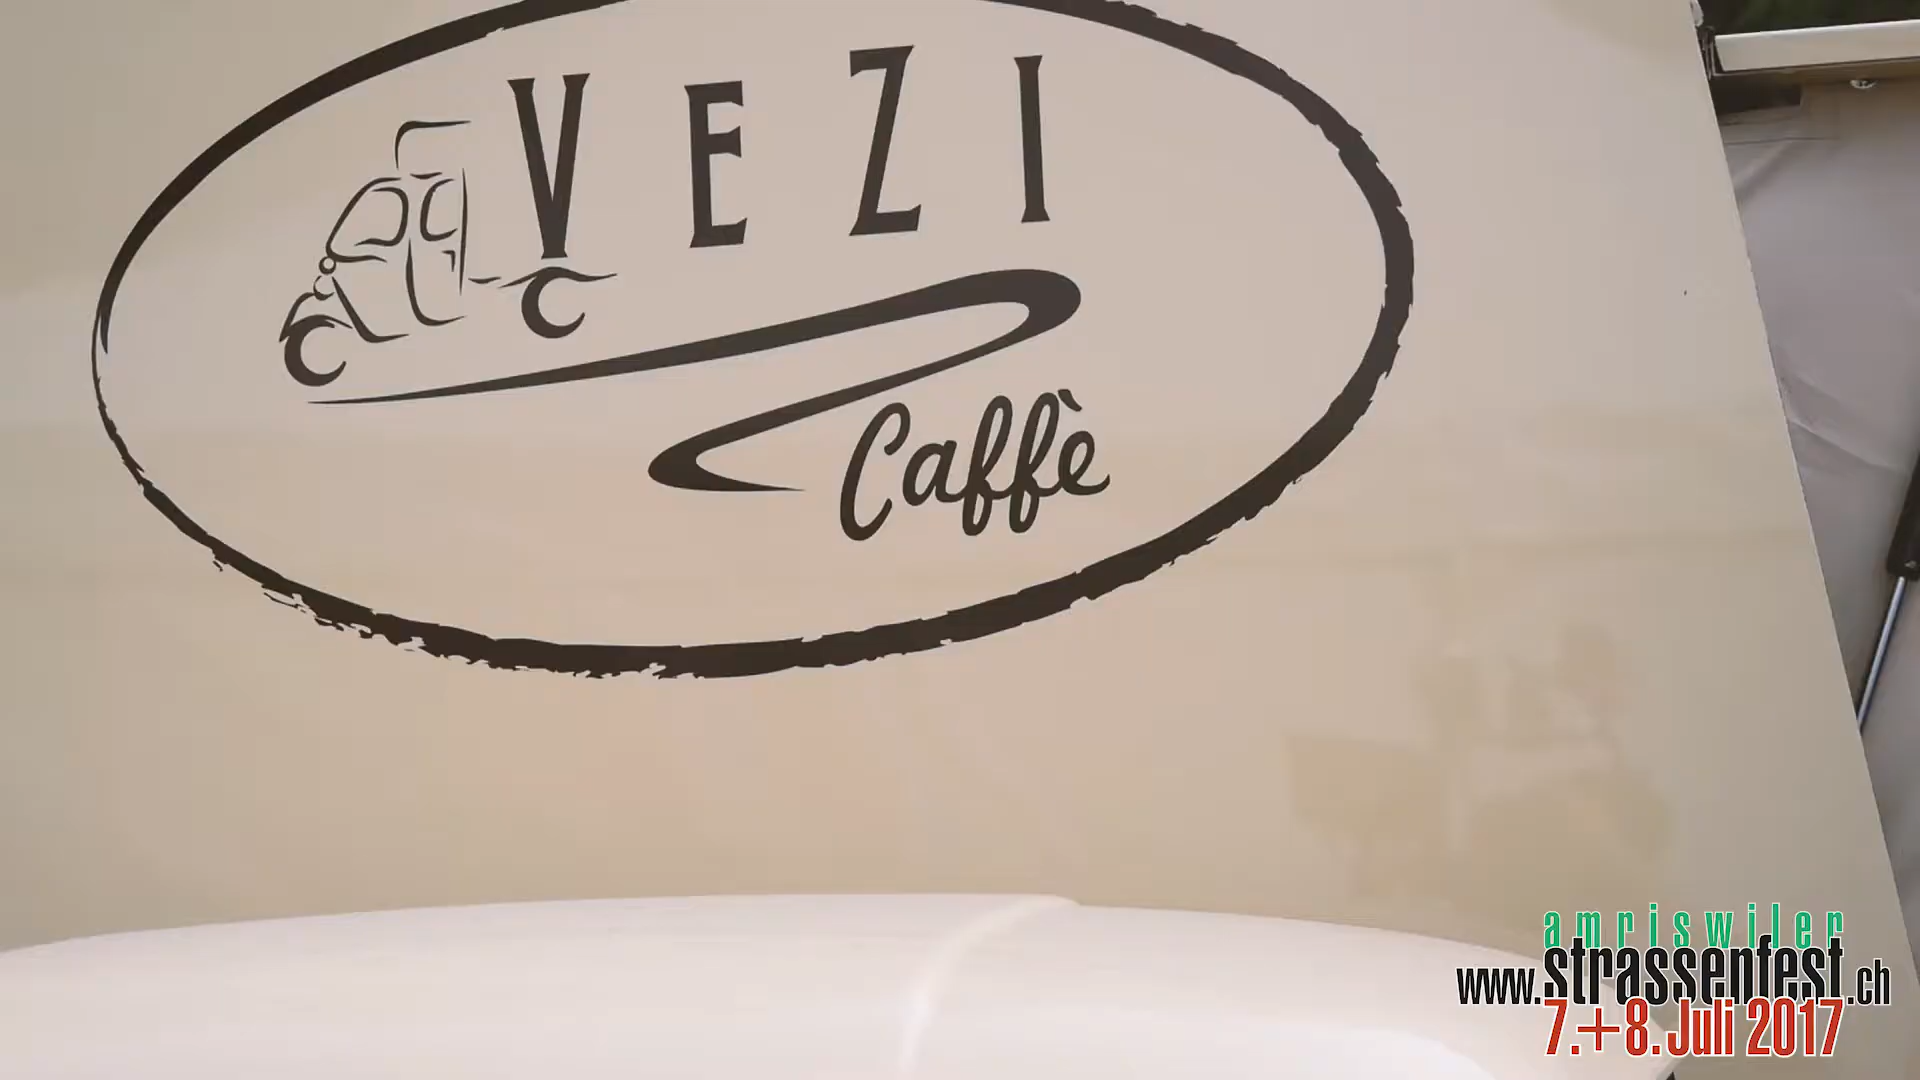 VEZI
Caffè
amriswiler
www.strassenfest.ch
7.+8. Juli 2017